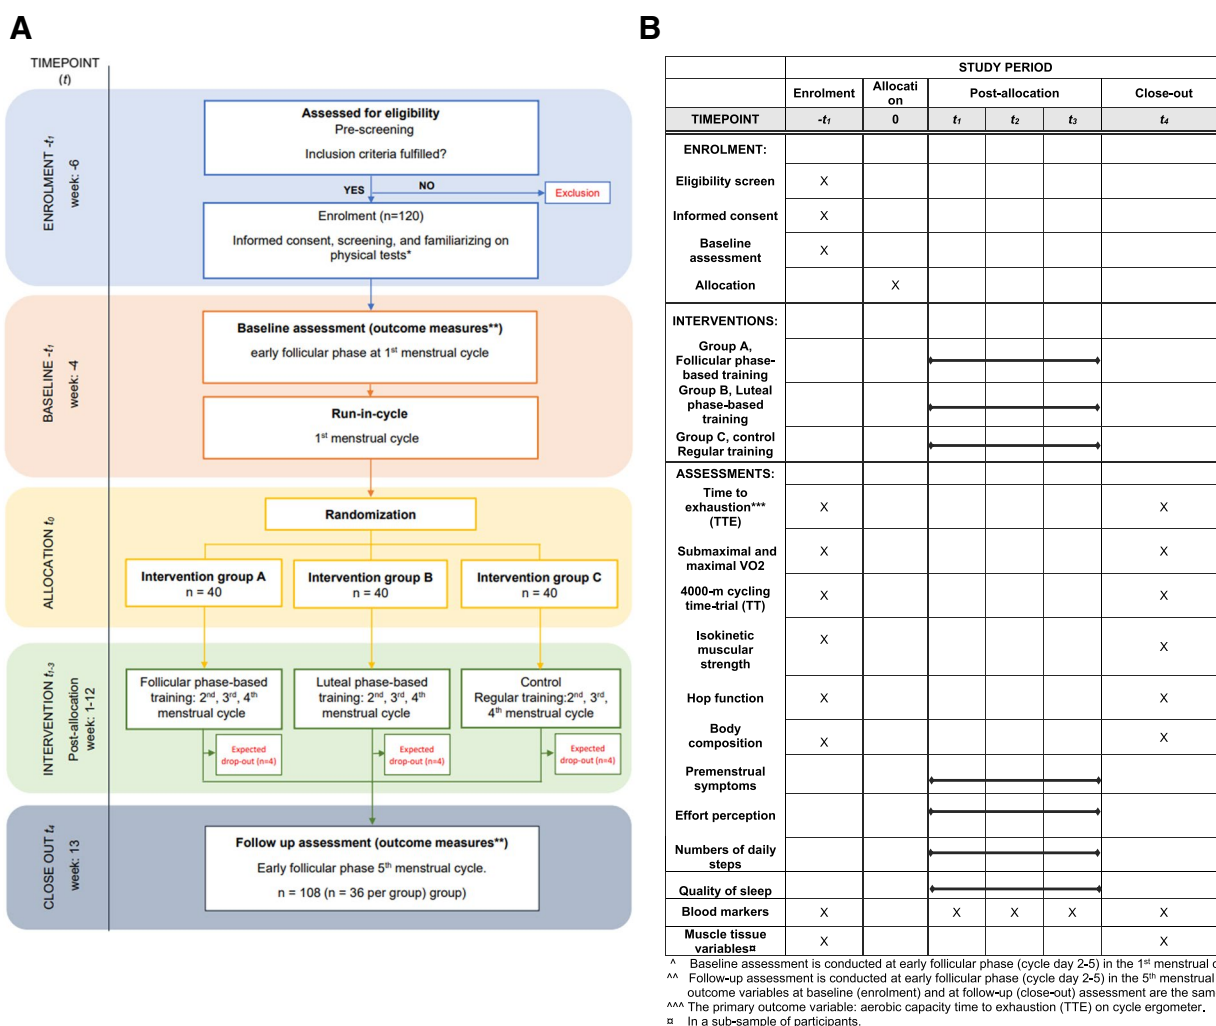 A
TIMEPOINT
(t)
ENROLMENT -t1
week: -6
Assessed for eligibility
Pre-screening
Inclusion criteria fulfilled?
YES
NO
Exclusion
Enrolment (n=120)
Informed consent, screening, and familiarizing on
physical tests*
BASELINE -t1
week: -4
Baseline assessment (outcome measures**)
early follicular phase at 1st menstrual cycle
Run-in-cycle
1st menstrual cycle
ALLOCATION t0
Randomization
Intervention group A
n = 40
Intervention group B
n = 40
Intervention group C
n = 40
INTERVENTION t1-3
Post-allocation
week: 1-12
Follicular phase-based
training: 2nd, 3rd, 4th
menstrual cycle
Luteal phase-based
training: 2nd, 3rd, 4th
menstrual cycle
Control
Regular training:2nd, 3rd,
4th menstrual cycle
Expected
drop-out (n=4)
Expected
drop-out (n=4)
Expected
drop-out (n=4)
CLOSE OUT t4
week: 13
Follow up assessment (outcome measures**)
Early follicular phase 5th menstrual cycle.
n = 108 (n = 36 per group) group)
B
STUDY PERIOD
Enrolment Allocati on Post-allocation Close-out
TIMEPOINT -t1 0 t1 t2 t3 t4
ENROLMENT:
Eligibility screen X
Informed consent X
Baseline
assessment X
Allocation X
INTERVENTIONS:
Group A,
Follicular phase-
based training
Group B, Luteal
phase-based
training
Group C, control
Regular training
ASSESSMENTS:
Time to
exhaustion*** X X
(TTE)
Submaximal and
maximal VO2 X X
4000-m cycling
time-trial (TT) X X
Isokinetic
muscular X X
strength
Hop function X X
Body
composition X X
Premenstrual
symptoms
Effort perception
Numbers of daily
steps
Quality of sleep
Blood markers X X X X X
Muscle tissue
variables¤ X X
^ Baseline assessment is conducted at early follicular phase (cycle day 2-5) in the 1st menstrual
^^ Follow-up assessment is conducted at early follicular phase (cycle day 2-5) in the 5th menstrual
outcome variables at baseline (enrolment) and at follow-up (close-out) assessment are the sam
^^^ The primary outcome variable: aerobic capacity time to exhaustion (TTE) on cycle ergometer.
¤ In a sub-sample of participants.